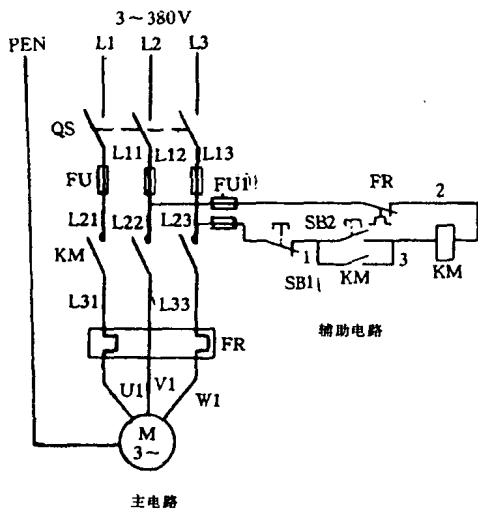 3~380V
PEN L1 L2 L3
QS
L11 L12 L13
FU FU1 FR 2
L21 L22 L23 SB2
KM 1 3 KM
SB1 KM
L31 L33 辅助电路
FR
U1 V1 W1
M
3~
主电路